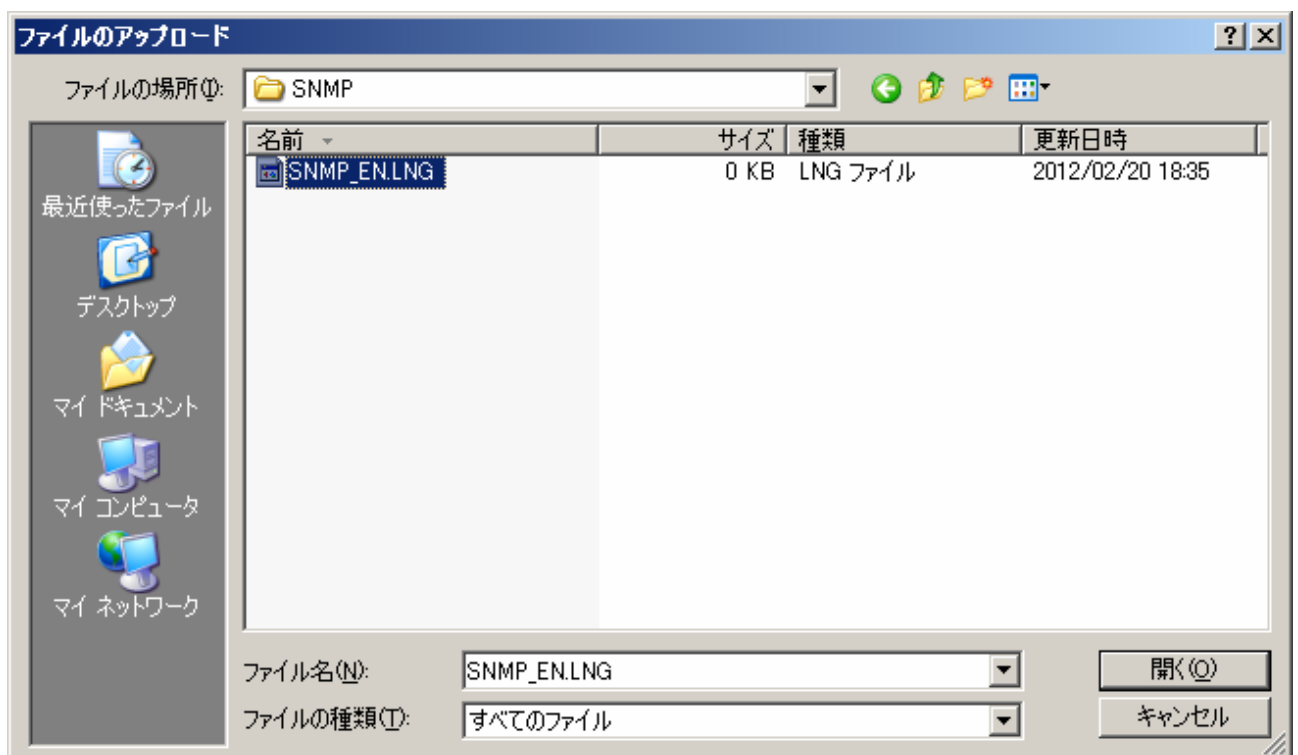 ファイルのアップロード
ファイルの場所(I):
SNMP
名前
サイズ
種類
更新日時
SNMP_EN.LNG
0 KB
LNG ファイル
2012/02/20 18:35
最近使ったファイル
デスクトップ
マイ ドキュメント
マイ コンピュータ
マイ ネットワーク
ファイル名(N):
SNMP_EN.LNG
開く(O)
ファイルの種類(T):
すべてのファイル
キャンセル